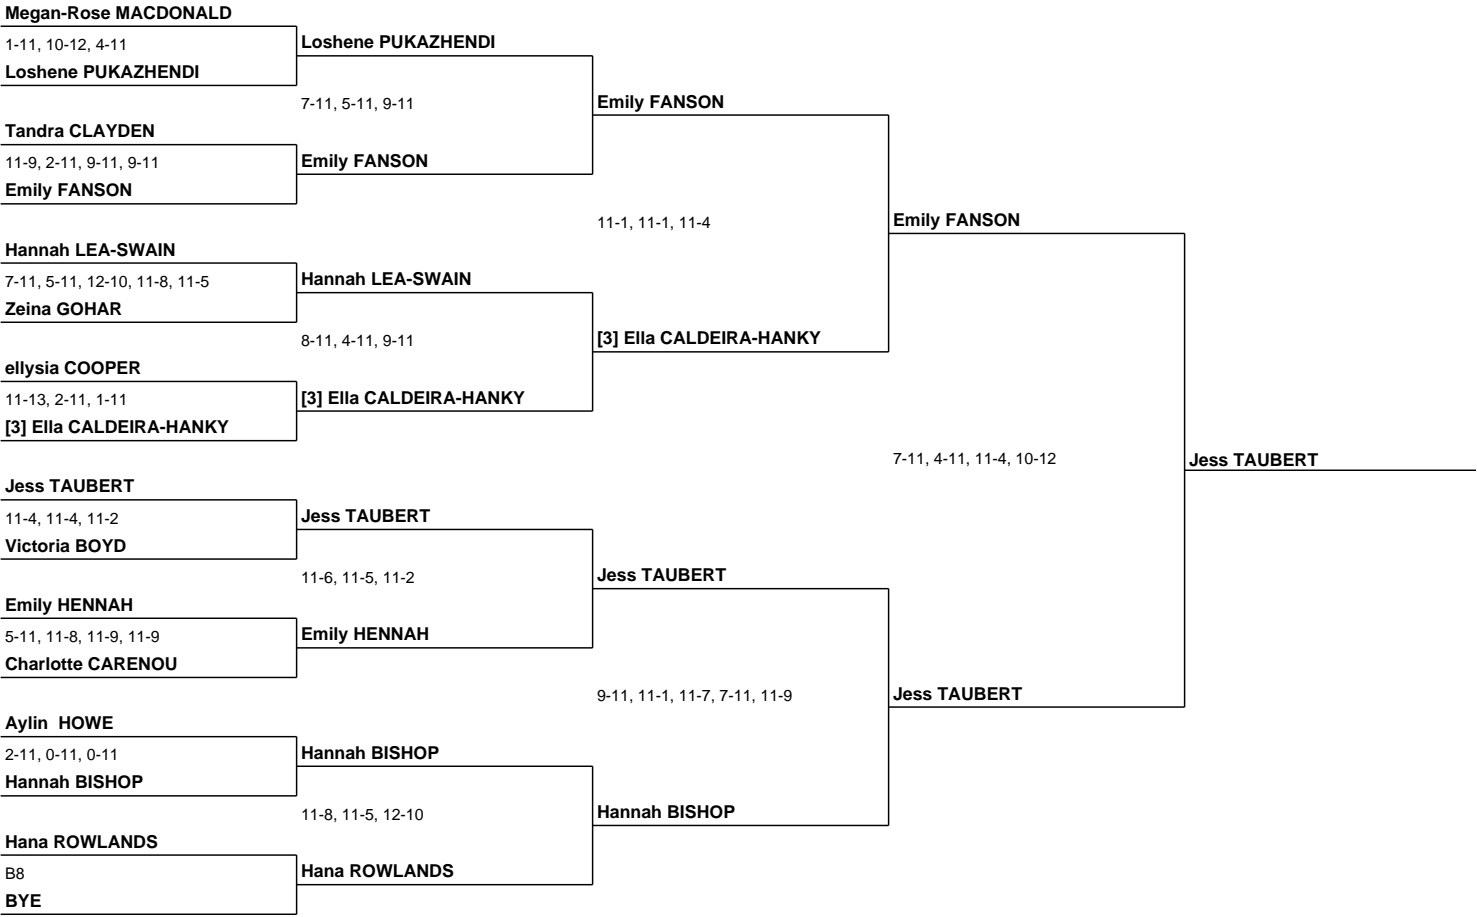 Megan-Rose MACDONALD
1-11, 10-12, 4-11
Loshene PUKAZHENDI
Tandra CLAYDEN
11-9, 2-11, 9-11, 9-11
Emily FANSON
Hannah LEA-SWAIN
7-11, 5-11, 12-10, 11-8, 11-5
Zeina GOHAR
ellysia COOPER
11-13, 2-11, 1-11
[3] Ella CALDEIRA-HANKY
Jess TAUBERT
11-4, 11-4, 11-2
Victoria BOYD
Emily HENNAH
5-11, 11-8, 11-9, 11-9
Charlotte CARENOU
Aylin  HOWE
2-11, 0-11, 0-11
Hannah BISHOP
Hana ROWLANDS
B8
BYE
Loshene PUKAZHENDI
7-11, 5-11, 9-11
Emily FANSON
Hannah LEA-SWAIN
8-11, 4-11, 9-11
[3] Ella CALDEIRA-HANKY
Jess TAUBERT
11-6, 11-5, 11-2
Emily HENNAH
Hannah BISHOP
11-8, 11-5, 12-10
Hana ROWLANDS
Emily FANSON
11-1, 11-1, 11-4
[3] Ella CALDEIRA-HANKY
Jess TAUBERT
9-11, 11-1, 11-7, 7-11, 11-9
Hannah BISHOP
Emily FANSON
7-11, 4-11, 11-4, 10-12
Jess TAUBERT
Jess TAUBERT